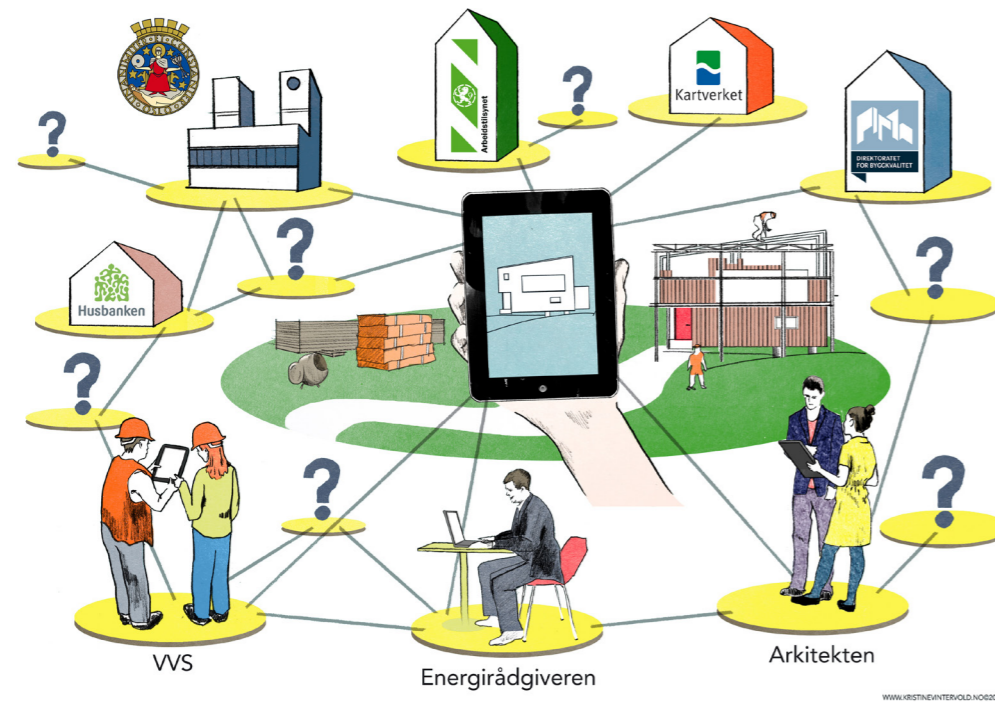 ?
Arbeidstilsynet
?
Kartverket
DIREKTORATET
FOR BYGGKVALITET
?
?
Husbanken
?
?
?
VVS
Energirådgiveren
Arkitekten